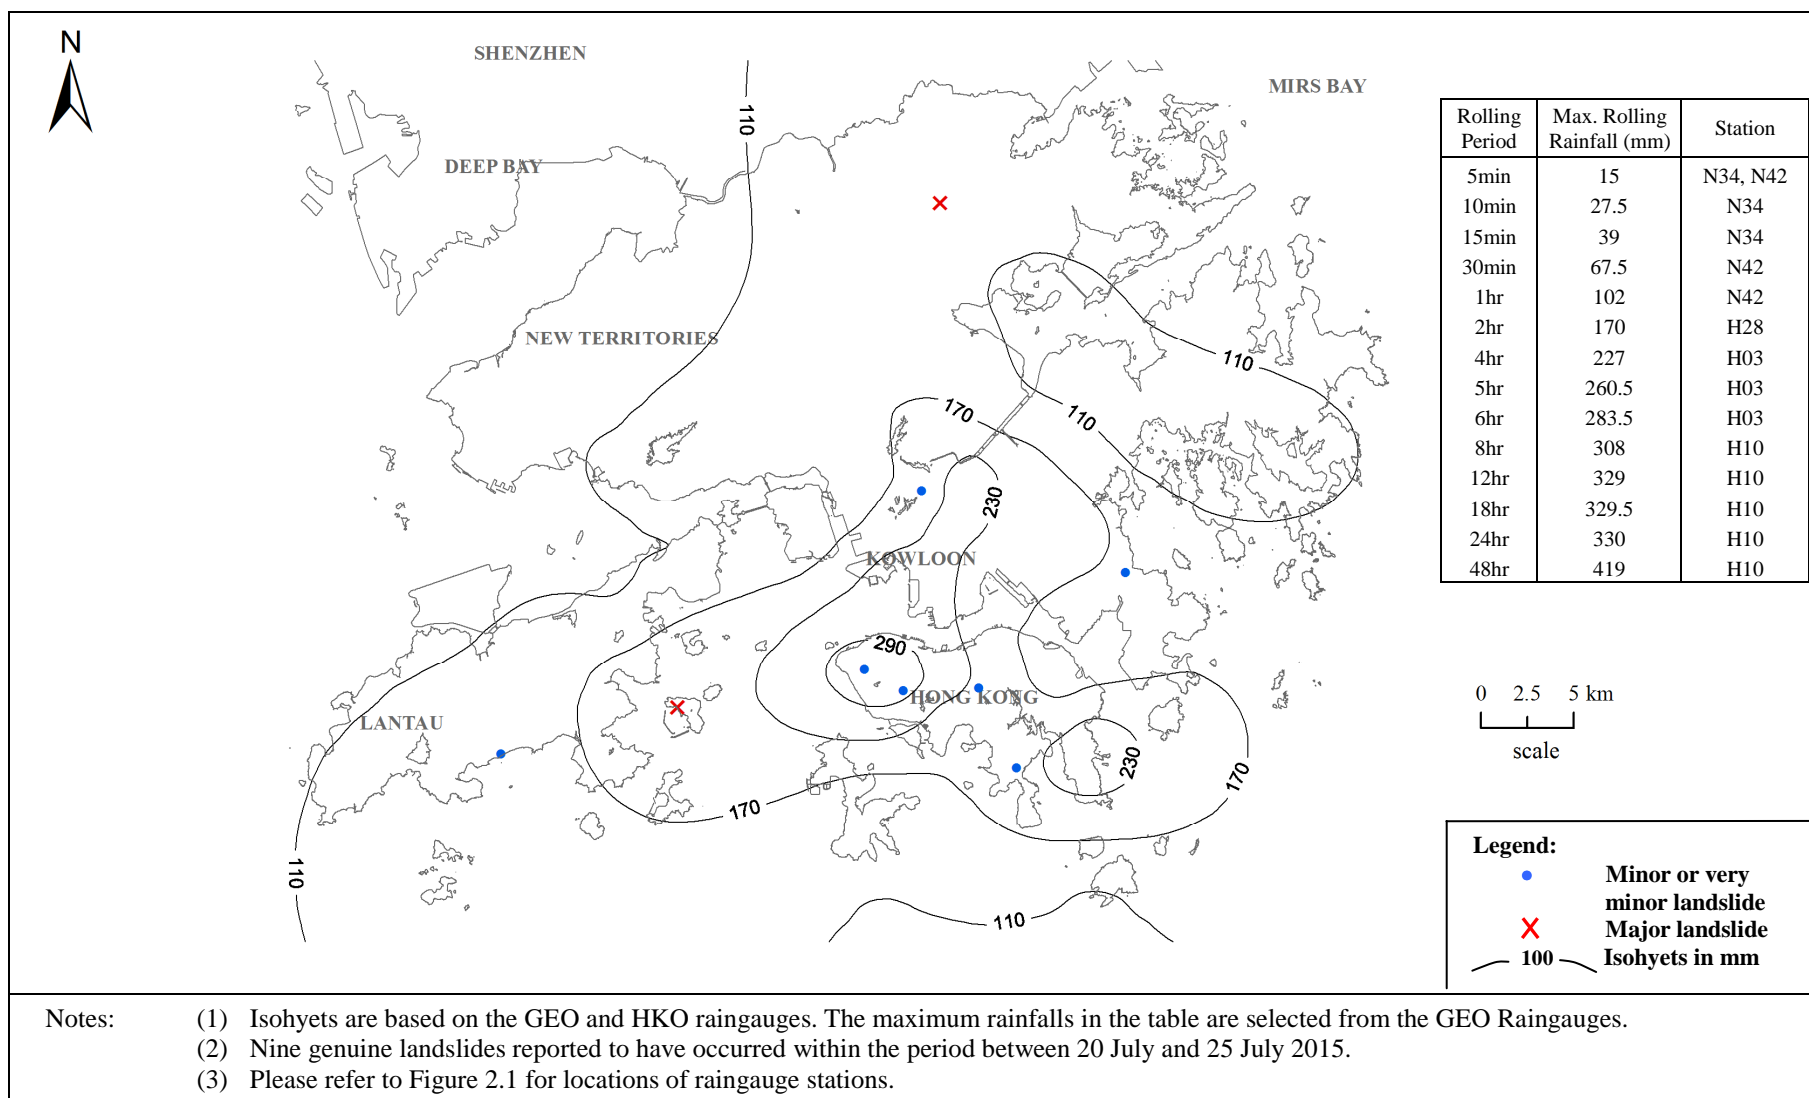 N
SHENZHEN
MIRS BAY
DEEP BAY
NEW TERRITORIES
KOWLOON
HONG KONG
LANTAU
110
110
110
170
230
290
230
170
170
110
110
Rolling Period Max. Rolling Rainfall (mm) Station
5min 15 N34, N42
10min 27.5 N34
15min 39 N34
30min 67.5 N42
1hr 102 N42
2hr 170 H28
4hr 227 H03
5hr 260.5 H03
6hr 283.5 H03
8hr 308 H10
12hr 329 H10
18hr 329.5 H10
24hr 330 H10
48hr 419 H10
0 2.5 5 km
scale
Legend:
Minor or very
minor landslide
Major landslide
100 Isohyets in mm
Notes: (1) Isohyets are based on the GEO and HKO raingauges. The maximum rainfalls in the table are selected from the GEO Raingauges.
(2) Nine genuine landslides reported to have occurred within the period between 20 July and 25 July 2015.
(3) Please refer to Figure 2.1 for locations of raingauge stations.